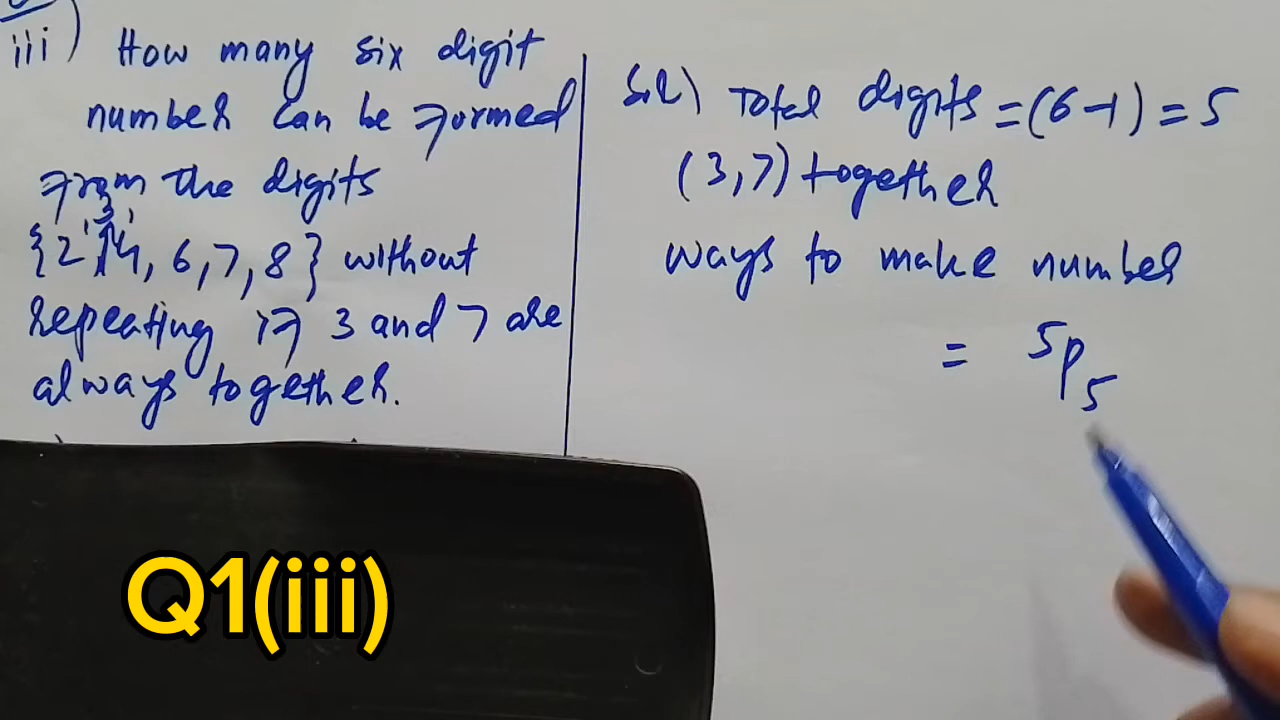 iii) How many six digit
number can be formed
from the digits
{2, 3, 4, 6, 7, 8} without
repeating if 3 and 7 are
always together.
Sol) Total digits = (6-1) = 5
(3,7) together
ways to make number
= ⁵P₅
Q1(iii)